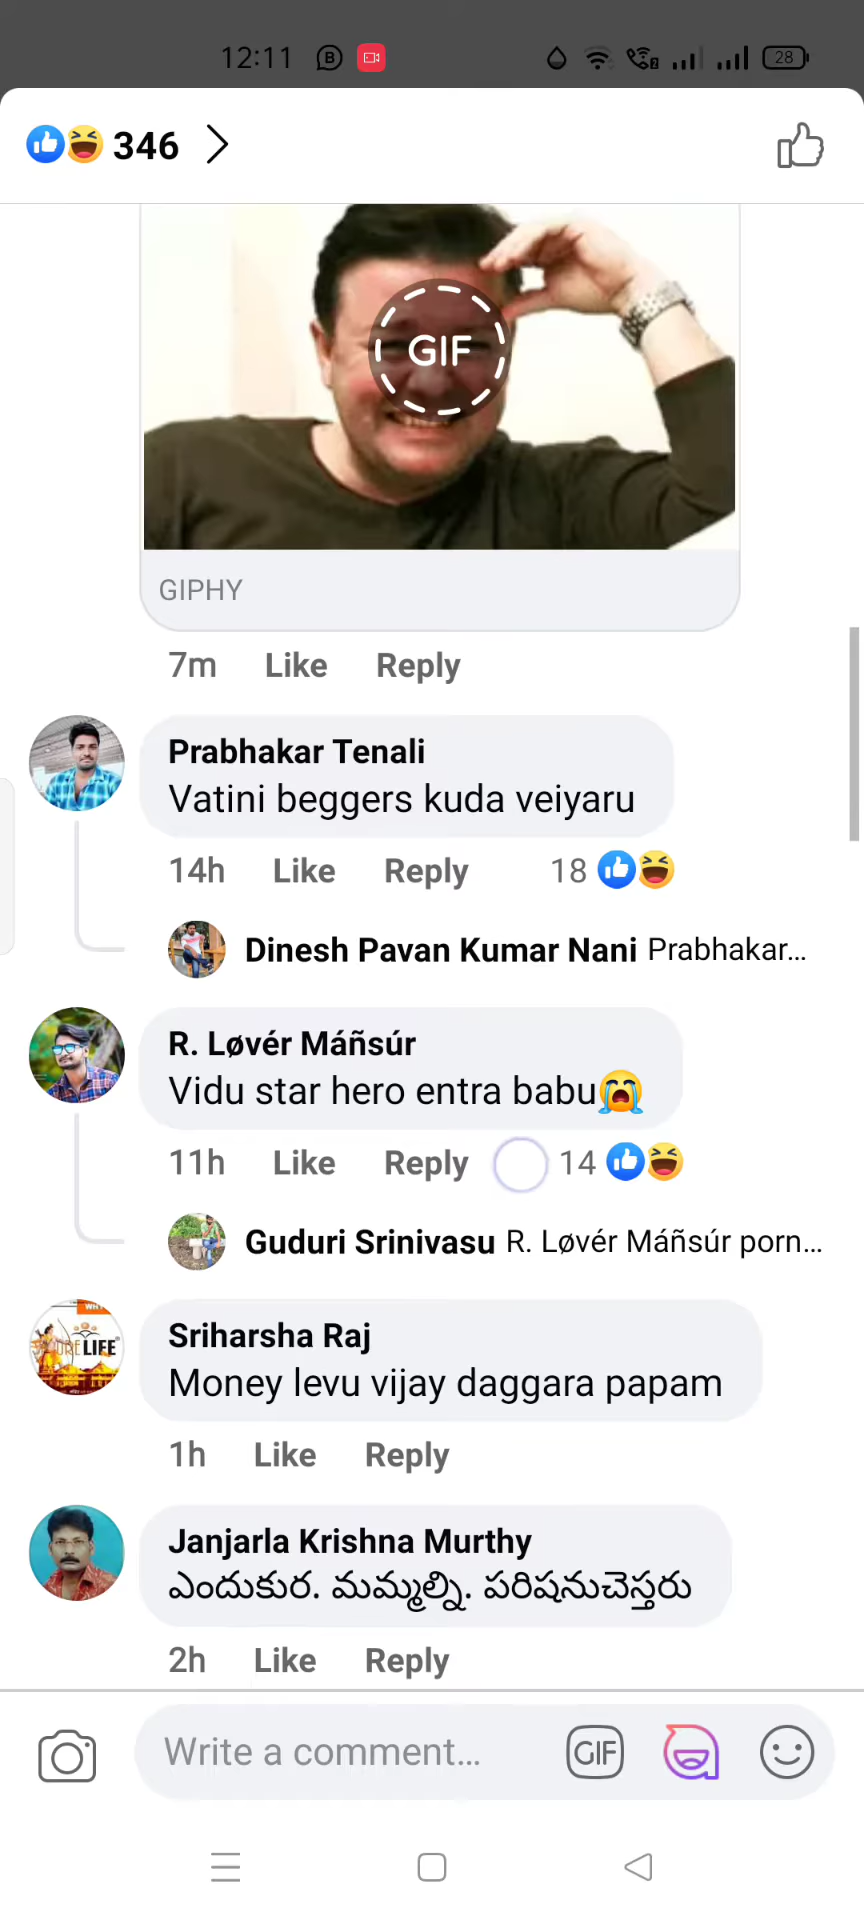 12:11
28
346
GIF
GIPHY
7m Like Reply
Prabhakar Tenali
Vatini beggers kuda veiyaru
14h Like Reply 18
Dinesh Pavan Kumar Nani Prabhakar...
R. Løvér Máñsúr
Vidu star hero entra babu😭
11h Like Reply 14
Guduri Srinivasu R. Løvér Máñsúr porn...
LIFE
Sriharsha Raj
Money levu vijay daggara papam
1h Like Reply
Janjarla Krishna Murthy
ఎందుకుర. మమ్మల్ని. పరిషనుచెస్తరు
2h Like Reply
Write a comment... GIF